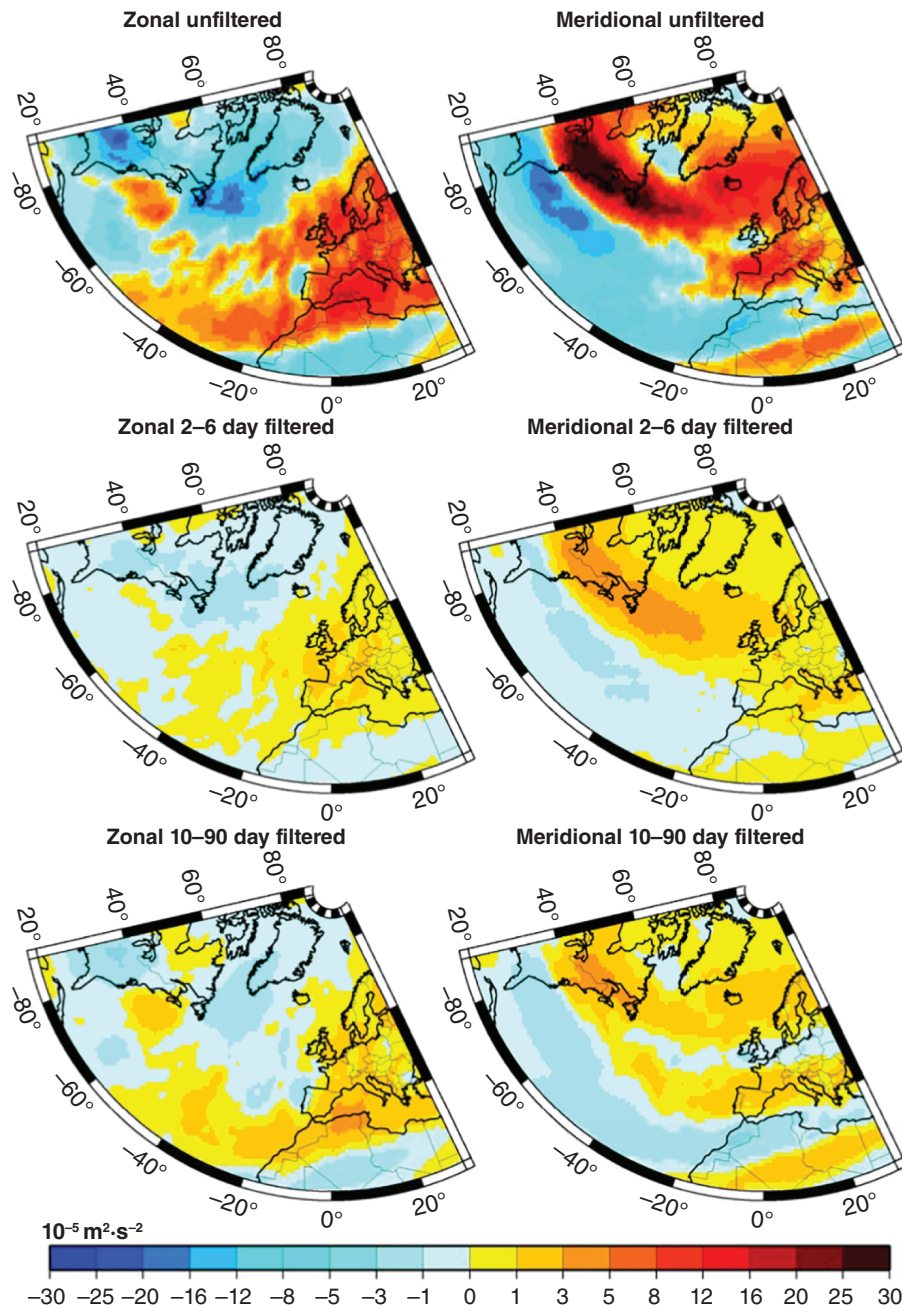 Zonal unfiltered
Meridional unfiltered
20° 40° 60° 80°
−80° −60° −40° −20° 0° 20°
20° 40° 60° 80°
−80° −60° −40° −20° 0° 20°
Zonal 2–6 day filtered
Meridional 2–6 day filtered
20° 40° 60° 80°
−80° −60° −40° −20° 0° 20°
20° 40° 60° 80°
−80° −60° −40° −20° 0° 20°
Zonal 10–90 day filtered
Meridional 10–90 day filtered
20° 40° 60° 80°
−80° −60° −40° −20° 0° 20°
20° 40° 60° 80°
−80° −60° −40° −20° 0° 20°
10⁻⁵ m²·s⁻²
−30 −25 −20 −16 −12 −8 −5 −3 −1 0 1 3 5 8 12 16 20 25 30